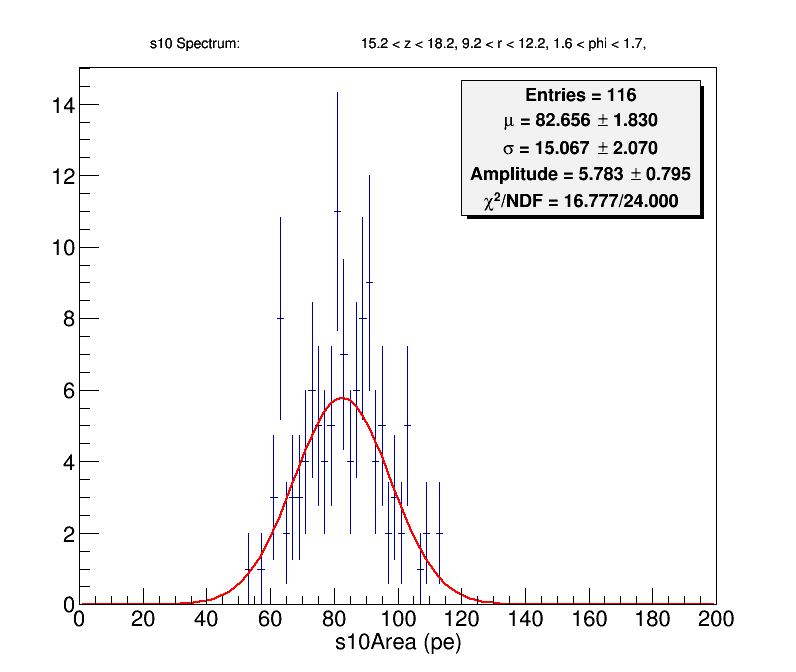 s10 Spectrum: 15.2 < z < 18.2, 9.2 < r < 12.2, 1.6 < phi < 1.7,
Entries = 116
μ = 82.656 ± 1.830
σ = 15.067 ± 2.070
Amplitude = 5.783 ± 0.795
χ²/NDF = 16.777/24.000
14
12
10
8
6
4
2
0
0 20 40 60 80 100 120 140 160 180 200
s10Area (pe)